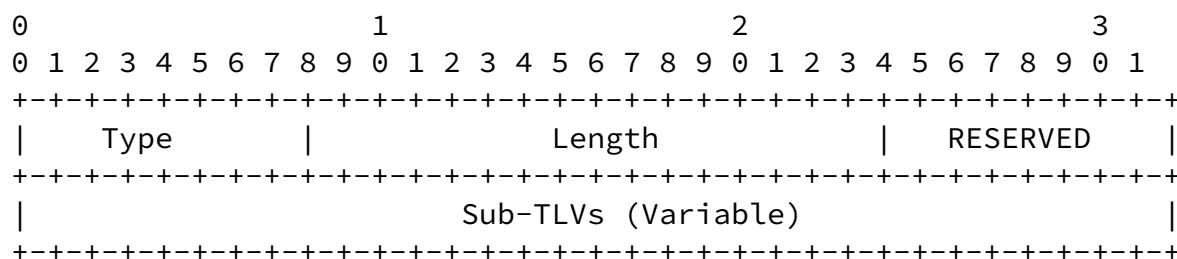 0                   1                   2                   3
0 1 2 3 4 5 6 7 8 9 0 1 2 3 4 5 6 7 8 9 0 1 2 3 4 5 6 7 8 9 0 1
+-+-+-+-+-+-+-+-+-+-+-+-+-+-+-+-+-+-+-+-+-+-+-+-+-+-+-+-+-+-+-+-+
|    Type       |             Length            |   RESERVED    |
+-+-+-+-+-+-+-+-+-+-+-+-+-+-+-+-+-+-+-+-+-+-+-+-+-+-+-+-+-+-+-+-+
|                        Sub-TLVs (Variable)                    |
+-+-+-+-+-+-+-+-+-+-+-+-+-+-+-+-+-+-+-+-+-+-+-+-+-+-+-+-+-+-+-+-+